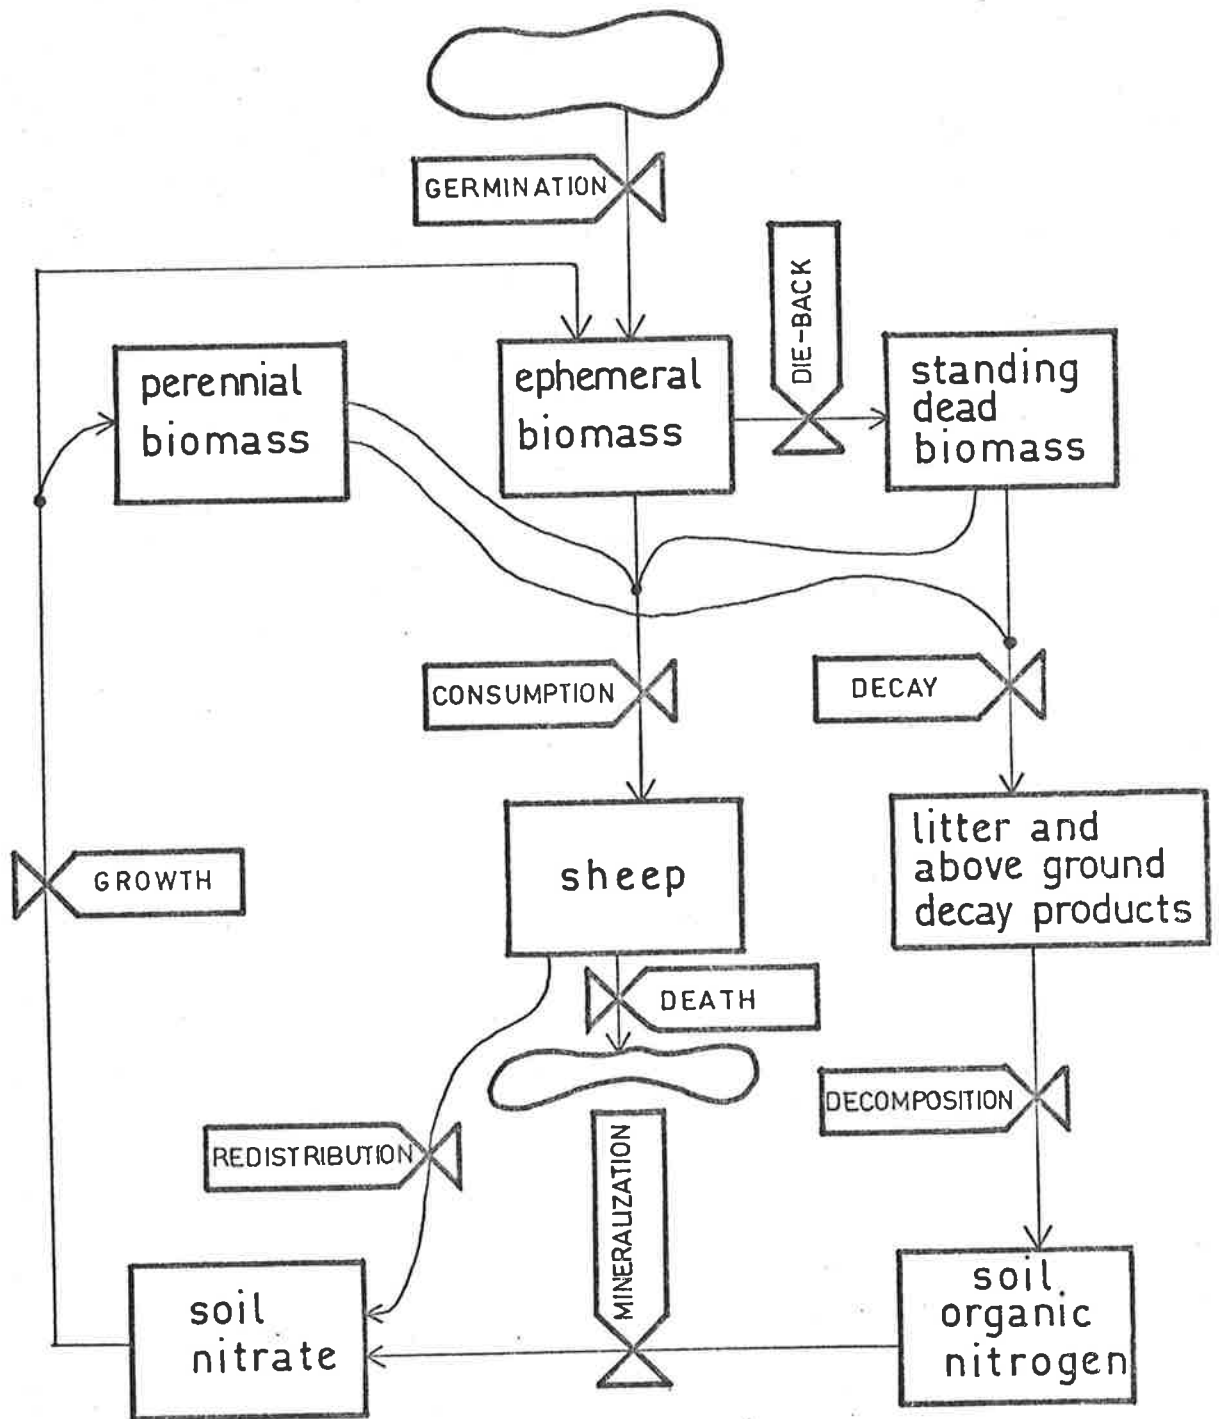 GERMINATION
DIE-BACK
perennial
biomass
ephemeral
biomass
standing
dead
biomass
CONSUMPTION
DECAY
GROWTH
sheep
litter and
above ground
decay products
DEATH
DECOMPOSITION
REDISTRIBUTION
MINERALIZATION
soil
nitrate
soil
organic
nitrogen